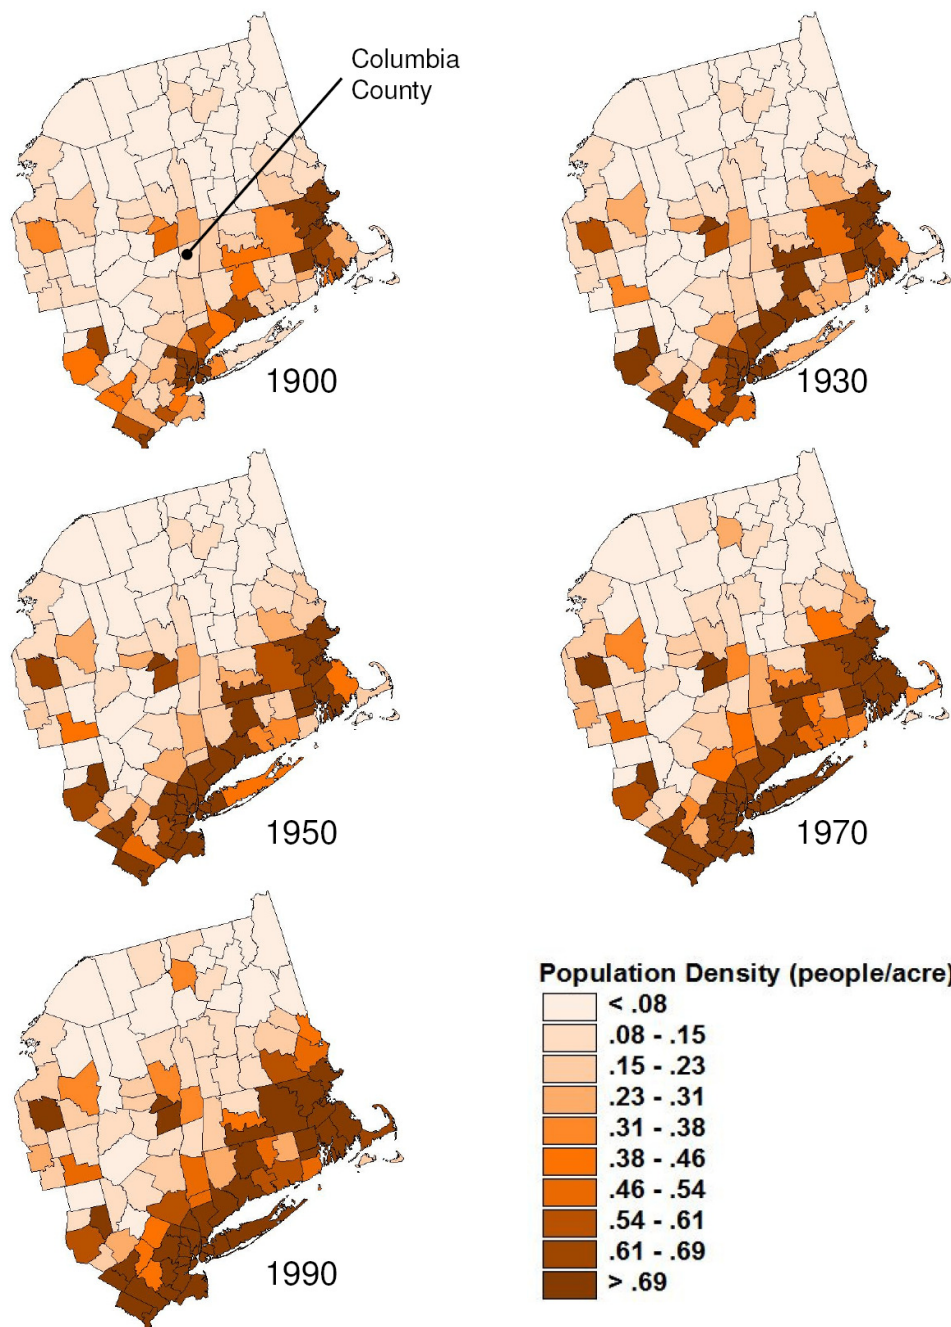 Columbia
County
1900
1930
1950
1970
1990
Population Density (people/acre)
< .08
.08 - .15
.15 - .23
.23 - .31
.31 - .38
.38 - .46
.46 - .54
.54 - .61
.61 - .69
> .69